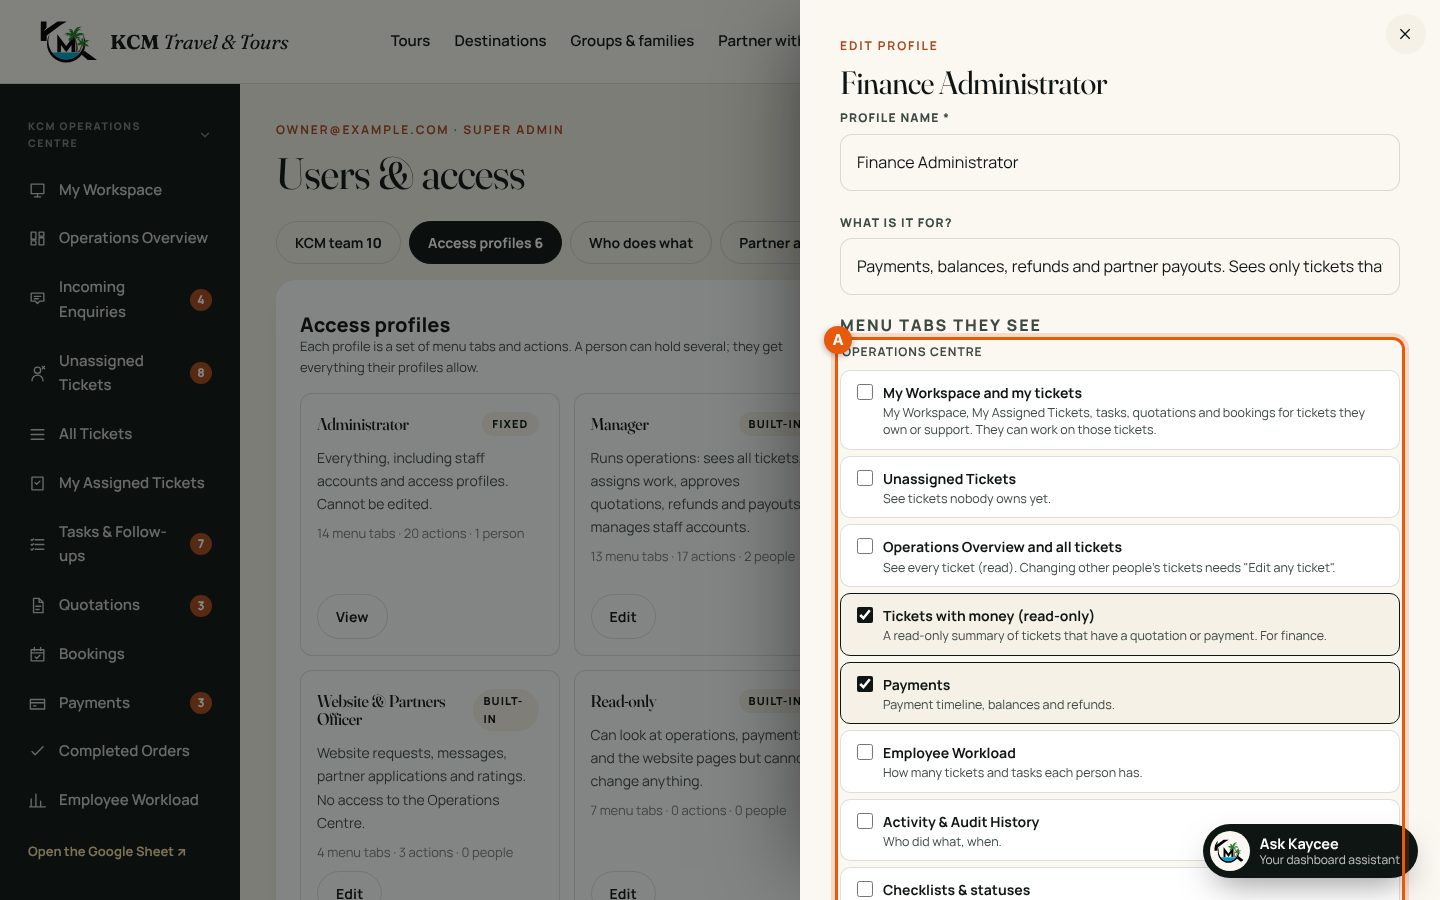 KCM Travel & Tours
Tours
Destinations
Groups & families
Partner with
KCM OPERATIONS
CENTRE
My Workspace
Operations Overview
Incoming
Enquiries
4
Unassigned
Tickets
8
All Tickets
My Assigned Tickets
Tasks & Follow-
ups
7
Quotations
3
Bookings
Payments
3
Completed Orders
Employee Workload
Open the Google Sheet ↗
OWNER@EXAMPLE.COM · SUPER ADMIN
Users & access
KCM team 10
Access profiles 6
Who does what
Partner a
Access profiles
Each profile is a set of menu tabs and actions. A person can hold several; they get
everything their profiles allow.
Administrator
FIXED
Everything, including staff
accounts and access profiles.
Cannot be edited.
14 menu tabs · 20 actions · 1 person
View
Manager
BUILT-IN
Runs operations: sees all tickets,
assigns work, approves
quotations, refunds and payouts,
manages staff accounts.
13 menu tabs · 17 actions · 2 people
Edit
Website & Partners
Officer
BUILT-
IN
Website requests, messages,
partner applications and ratings.
No access to the Operations
Centre.
4 menu tabs · 3 actions · 0 people
Edit
Read-only
BUILT-IN
Can look at operations, payments
and the website pages but cannot
change anything.
7 menu tabs · 0 actions · 0 people
Edit
EDIT PROFILE
Finance Administrator
PROFILE NAME *
Finance Administrator
WHAT IS IT FOR?
Payments, balances, refunds and partner payouts. Sees only tickets that
MENU TABS THEY SEE
A
OPERATIONS CENTRE
My Workspace and my tickets
My Workspace, My Assigned Tickets, tasks, quotations and bookings for tickets they
own or support. They can work on those tickets.
Unassigned Tickets
See tickets nobody owns yet.
Operations Overview and all tickets
See every ticket (read). Changing other people's tickets needs "Edit any ticket".
Tickets with money (read-only)
A read-only summary of tickets that have a quotation or payment. For finance.
Payments
Payment timeline, balances and refunds.
Employee Workload
How many tickets and tasks each person has.
Activity & Audit History
Who did what, when.
Checklists & statuses
Ask Kaycee
Your dashboard assistant